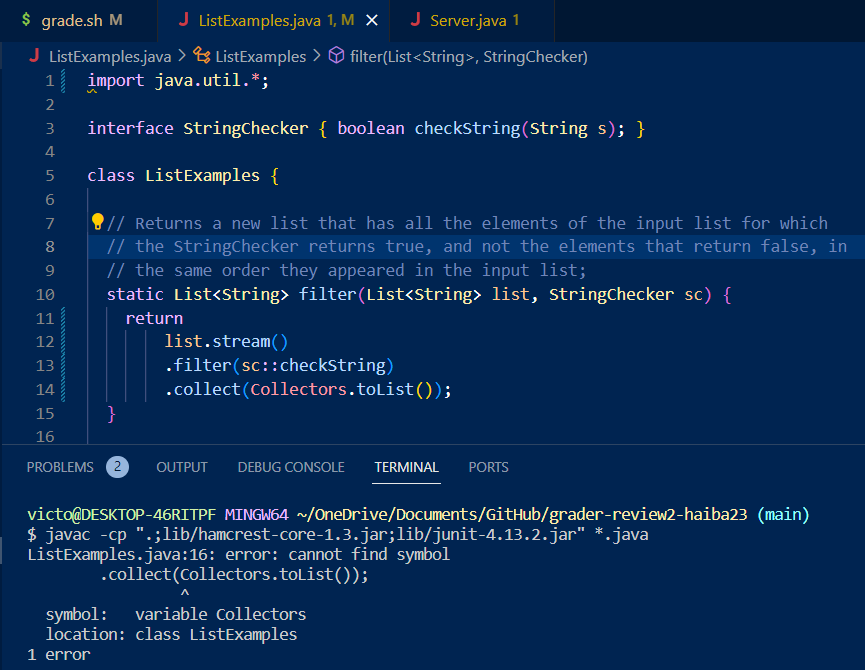 $ grade.sh M J ListExamples.java 1, M × J Server.java 1
J ListExamples.java > ListExamples > filter(List<String>, StringChecker)
1 import java.util.*;
2
3 interface StringChecker { boolean checkString(String s); }
4
5 class ListExamples {
6
7 // Returns a new list that has all the elements of the input list for which
8 // the StringChecker returns true, and not the elements that return false, in
9 // the same order they appeared in the input list;
10 static List<String> filter(List<String> list, StringChecker sc) {
11 return
12 list.stream()
13 .filter(sc::checkString)
14 .collect(Collectors.toList());
15 }
16
PROBLEMS 2 OUTPUT DEBUG CONSOLE TERMINAL PORTS
victo@DESKTOP-46RITPF MINGW64 ~/OneDrive/Documents/GitHub/grader-review2-haiba23 (main)
$ javac -cp ".;lib/hamcrest-core-1.3.jar;lib/junit-4.13.2.jar" *.java
ListExamples.java:16: error: cannot find symbol
.collect(Collectors.toList());
^
symbol: variable Collectors
location: class ListExamples
1 error